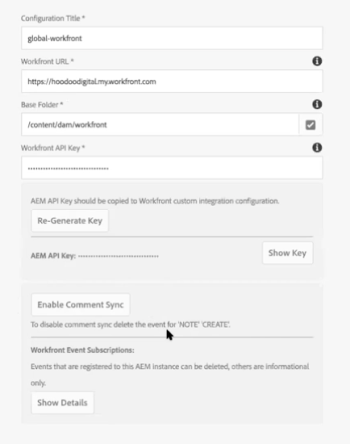 Configuration Title *
global-workfront
Workfront URL *
https://hoodoodigital.my.workfront.com
Base Folder *
/content/dam/workfront
Workfront API Key *
AEM API Key should be copied to Workfront custom integration configuration.
Re-Generate Key
AEM API Key:
Show Key
Enable Comment Sync
To disable comment sync delete the event for 'NOTE' 'CREATE'.
Workfront Event Subscriptions:
Events that are registered to this AEM instance can be deleted, others are informational
only.
Show Details